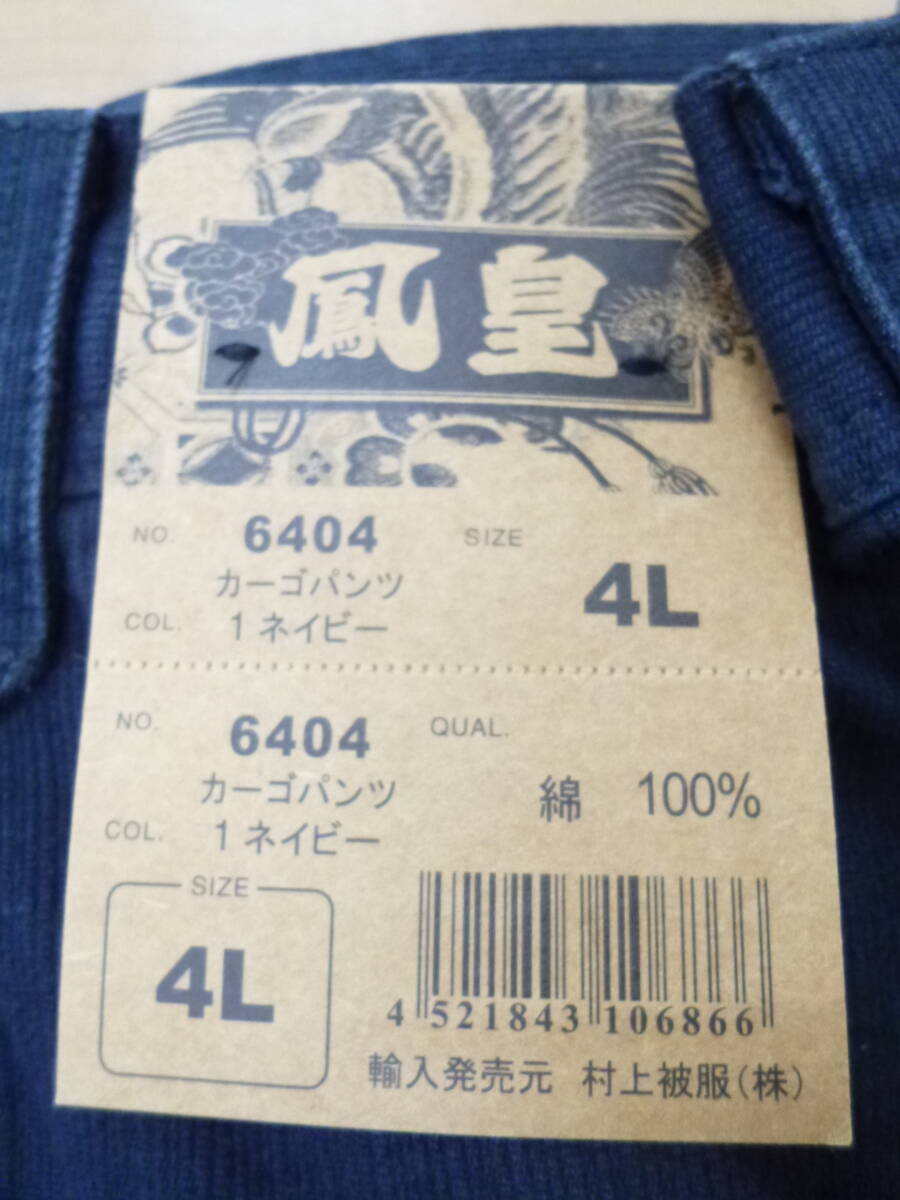 鳳皇
NO. 6404 SIZE
カーゴパンツ 4L
COL. 1 ネイビー
NO. 6404 QUAL.
カーゴパンツ 綿 100%
COL. 1 ネイビー
SIZE
4L
4 521843 106866
輸入発売元 村上被服(株)